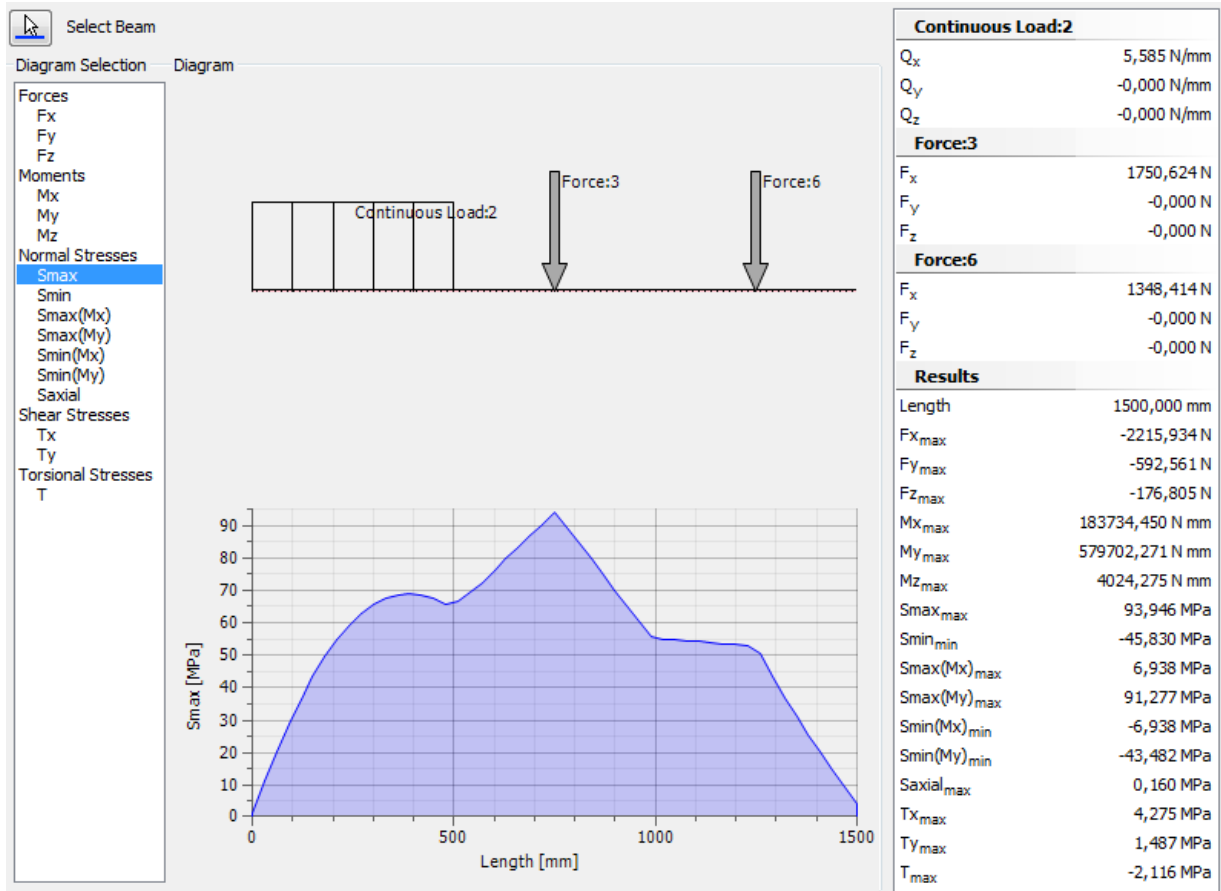 Select Beam
Diagram Selection
Forces
Fx
Fy
Fz
Moments
Mx
My
Mz
Normal Stresses
Smax
Smin
Smax(Mx)
Smax(My)
Smin(Mx)
Smin(My)
Saxial
Shear Stresses
Tx
Ty
Torsional Stresses
T
Diagram
Continuous Load:2
Force:3
Force:6
Smax [MPa]
90
80
70
60
50
40
30
20
10
0
0 500 1000 1500
Length [mm]
Continuous Load:2
Qx 5,585 N/mm
Qy -0,000 N/mm
Qz -0,000 N/mm
Force:3
Fx 1750,624 N
Fy -0,000 N
Fz -0,000 N
Force:6
Fx 1348,414 N
Fy -0,000 N
Fz -0,000 N
Results
Length 1500,000 mm
Fxmax -2215,934 N
Fymax -592,561 N
Fzmax -176,805 N
Mxmax 183734,450 N mm
Mymax 579702,271 N mm
Mzmax 4024,275 N mm
Smaxmax 93,946 MPa
Sminmin -45,830 MPa
Smax(Mx)max 6,938 MPa
Smax(My)max 91,277 MPa
Smin(Mx)min -6,938 MPa
Smin(My)min -43,482 MPa
Saxialmax 0,160 MPa
Txmax 4,275 MPa
Tymax 1,487 MPa
Tmax -2,116 MPa